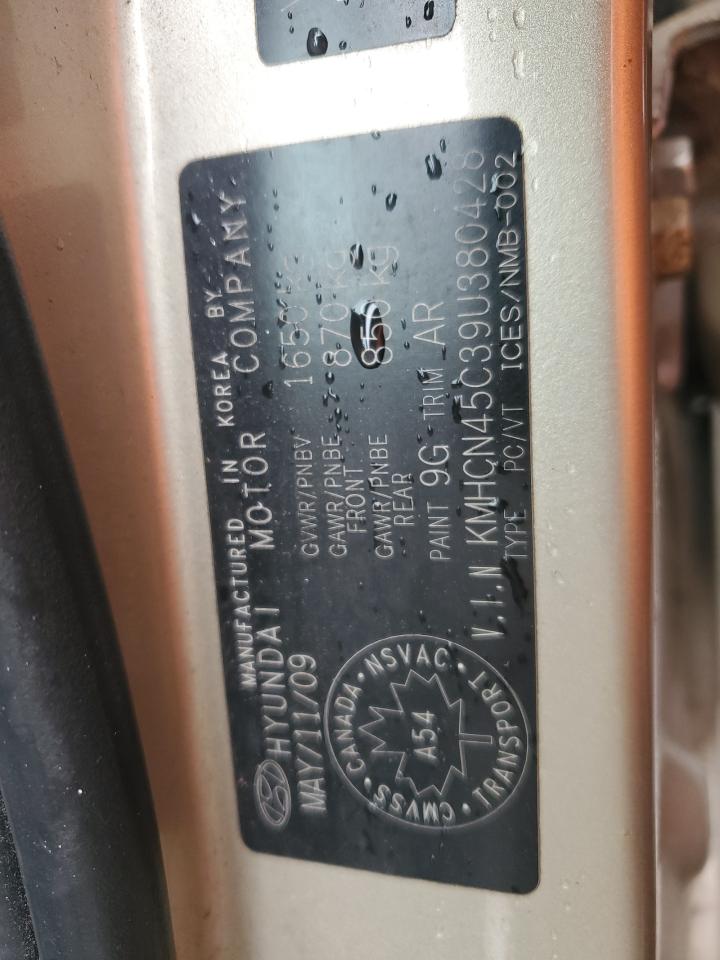 MANUFACTURED IN KOREA BY
HYUNDAI MOTOR COMPANY
MAY/11/09
GVWR/PNBV 1650 kg
GAWR/PNBE FRONT 870 kg
GAWR/PNBE REAR 850 kg
PAINT 9G TRIM AR
V.I.N KMHCN45C39U380428
TYPE PC/VT ICES/NMB-002
CANADA • NSVAC • TRANSPORT • CMVSS •
A54